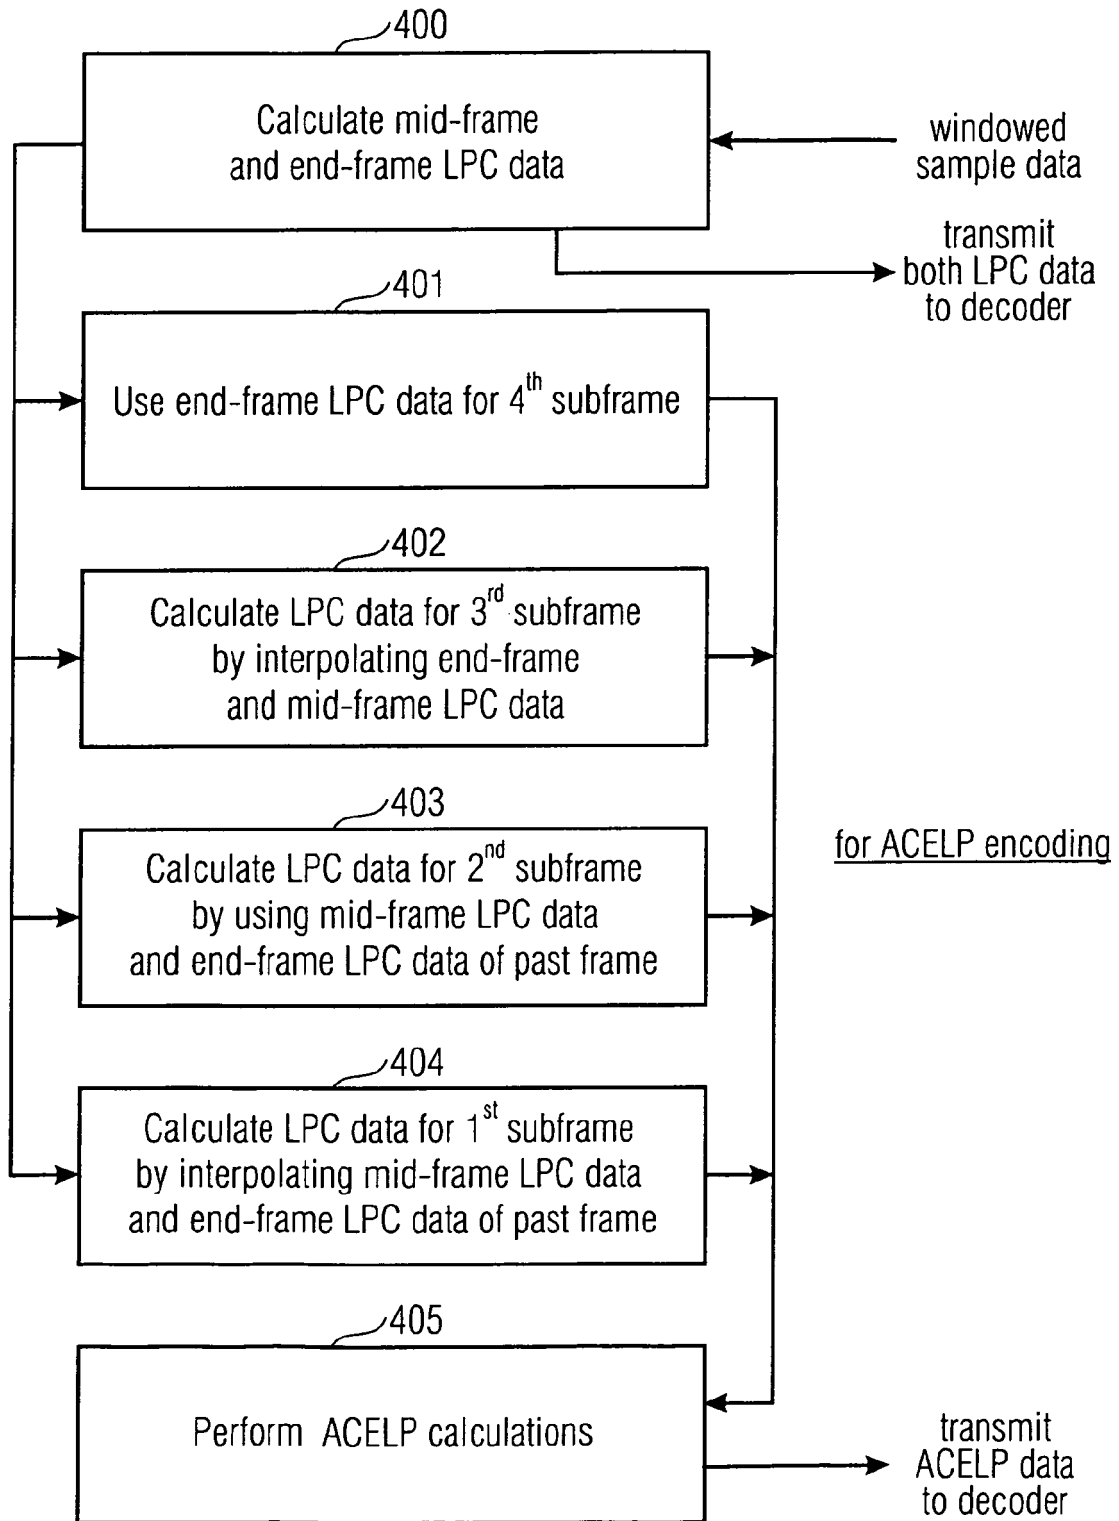 400
Calculate mid-frame
and end-frame LPC data
windowed
sample data
transmit
both LPC data
to decoder
401
Use end-frame LPC data for 4th subframe
402
Calculate LPC data for 3rd subframe
by interpolating end-frame
and mid-frame LPC data
403
Calculate LPC data for 2nd subframe
by using mid-frame LPC data
and end-frame LPC data of past frame
for ACELP encoding
404
Calculate LPC data for 1st subframe
by interpolating mid-frame LPC data
and end-frame LPC data of past frame
405
Perform ACELP calculations
transmit
ACELP data
to decoder